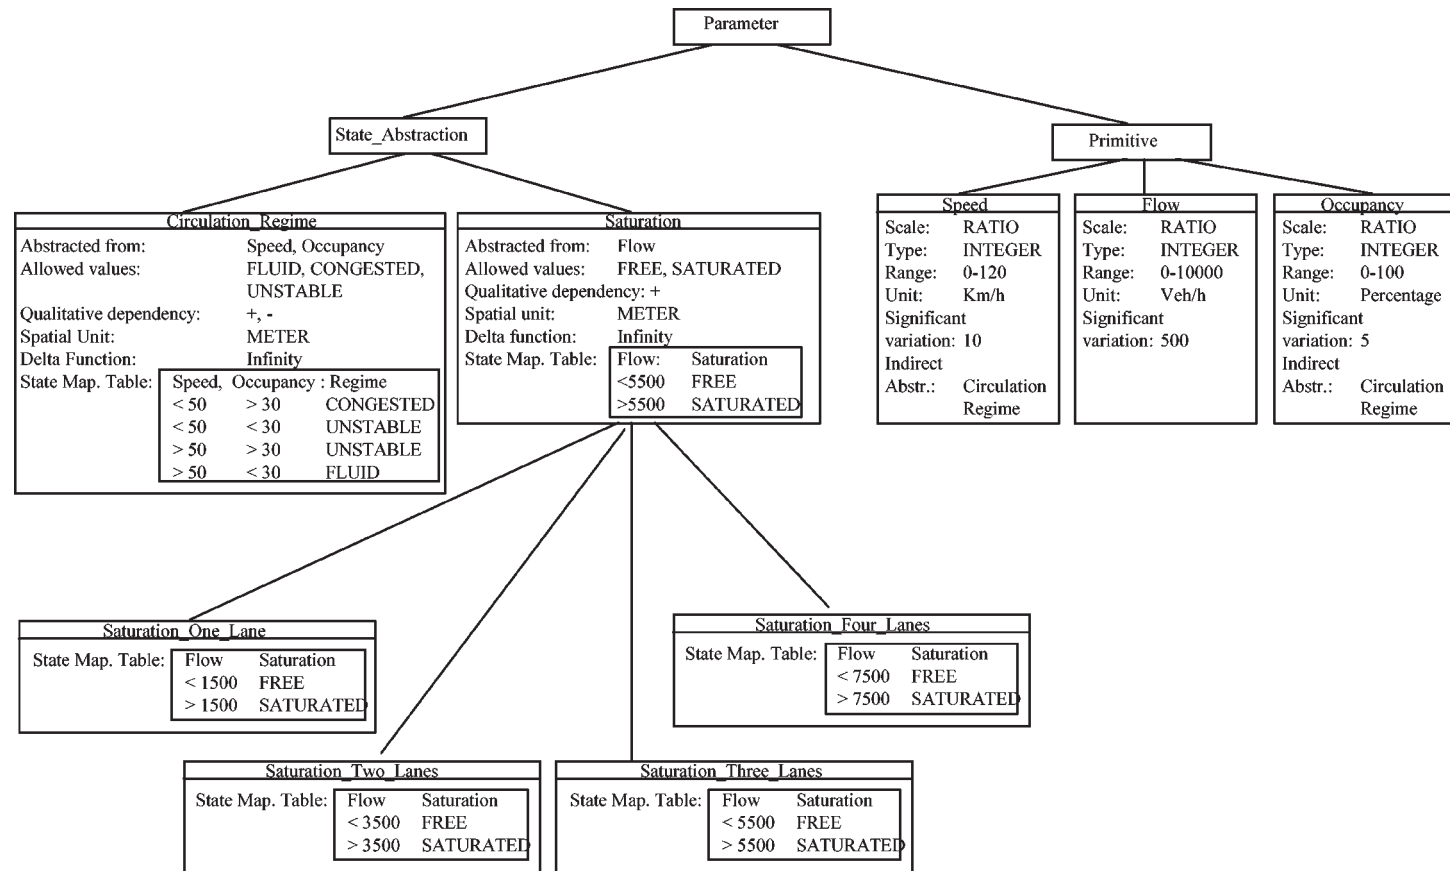 Parameter
State_Abstraction
Primitive
Circulation_Regime
Abstracted from: Speed, Occupancy
Allowed values: FLUID, CONGESTED,
UNSTABLE
Qualitative dependency: +, -
Spatial Unit: METER
Delta Function: Infinity
State Map. Table: Speed, Occupancy : Regime
< 50 > 30 CONGESTED
< 50 < 30 UNSTABLE
> 50 > 30 UNSTABLE
> 50 < 30 FLUID
Saturation
Abstracted from: Flow
Allowed values: FREE, SATURATED
Qualitative dependency: +
Spatial unit: METER
Delta function: Infinity
State Map. Table: Flow: Saturation
<5500 FREE
>5500 SATURATED
Speed
Scale: RATIO
Type: INTEGER
Range: 0-120
Unit: Km/h
Significant
variation: 10
Indirect
Abstr.: Circulation
Regime
Flow
Scale: RATIO
Type: INTEGER
Range: 0-10000
Unit: Veh/h
Significant
variation: 500
Occupancy
Scale: RATIO
Type: INTEGER
Range: 0-100
Unit: Percentage
Significant
variation: 5
Indirect
Abstr.: Circulation
Regime
Saturation_One_Lane
State Map. Table: Flow Saturation
< 1500 FREE
> 1500 SATURATED
Saturation_Four_Lanes
State Map. Table: Flow Saturation
< 7500 FREE
> 7500 SATURATED
Saturation_Two_Lanes
State Map. Table: Flow Saturation
< 3500 FREE
> 3500 SATURATED
Saturation_Three_Lanes
State Map. Table: Flow Saturation
< 5500 FREE
> 5500 SATURATED